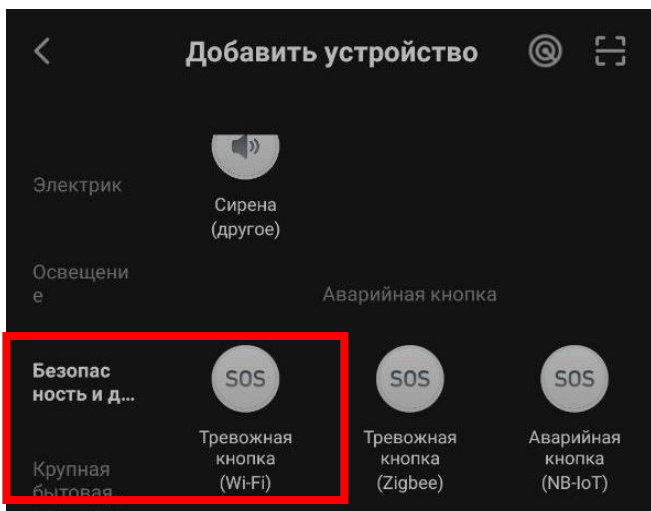 Добавить устройство
Электрик
Сирена
(другое)
Освещени
е
Аварийная кнопка
Безопас
ность и д...
SOS
SOS
SOS
Тревожная
кнопка
(Wi-Fi)
Тревожная
кнопка
(Zigbee)
Аварийная
кнопка
(NB-IoT)
Крупная
бытовая